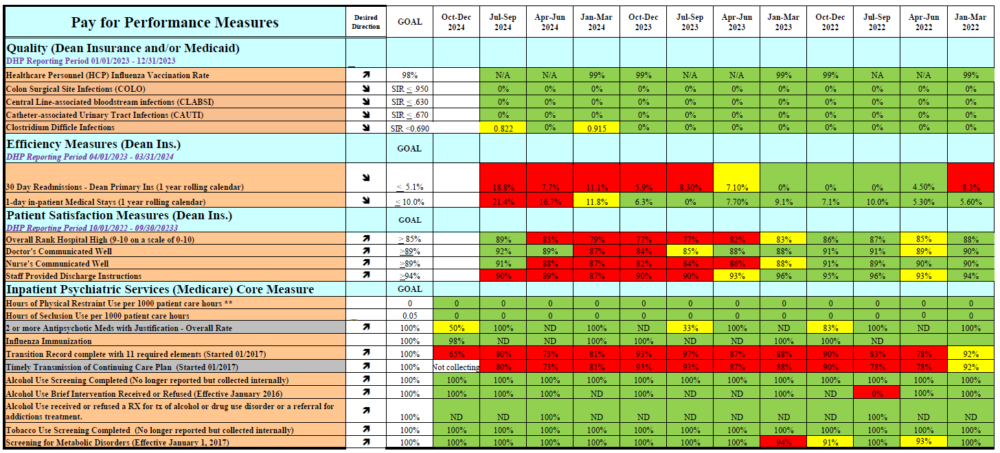 Pay for Performance Measures Desired Direction GOAL Oct-Dec 2024 Jul-Sep 2024 Apr-Jun 2024 Jan-Mar 2024 Oct-Dec 2023 Jul-Sep 2023 Apr-Jun 2023 Jan-Mar 2023 Oct-Dec 2022 Jul-Sep 2022 Apr-Jun 2022 Jan-Mar 2022
Quality (Dean Insurance and/or Medicaid)
DHP Reporting Period 01/01/2023 - 12/31/2023
Healthcare Personnel (HCP) Influenza Vaccination Rate ↗ 98% N/A N/A 99% 99% N/A N/A 99% 99% NA N/A 99%
Colon Surgical Site Infections (COLO) ↘ SIR ≤ .950 0% 0% 0% 0% 0% 0% 0% 0% 0% 0% 0%
Central Line-associated bloodstream infections (CLABSI) ↘ SIR ≤ .630 0% 0% 0% 0% 0% 0% 0% 0% 0% 0% 0%
Catheter-associated Urinary Tract Infections (CAUTI) ↘ SIR ≤ .670 0% 0% 0% 0% 0% 0% 0% 0% 0% 0% 0%
Clostridium Difficle Infections ↘ SIR <0.690 0.822 0% 0.915 0% 0% 0% 0% 0% 0% 0% 0%
Efficiency Measures (Dean Ins.) GOAL
DHP Reporting Period 04/01/2023 - 03/31/2024
30 Day Readmissions - Dean Primary Ins (1 year rolling calendar) ↘ ≤ 5.1% 18.8% 7.7% 11.1% 5.9% 8.30% 7.10% 0% 0% 0% 4.50% 8.3%
1-day in-patient Medical Stays (1 year rolling calendar) ↘ ≤ 10.0% 21.4% 16.7% 11.8% 6.3% 0% 7.70% 9.1% 7.1% 10.0% 5.30% 5.60%
Patient Satisfaction Measures (Dean Ins.) GOAL
DHP Reporting Period 10/01/2022 - 09/30/20233
Overall Rank Hospital High (9-10 on a scale of 0-10) ↗ ≥ 85% 89% 83% 79% 77% 77% 82% 83% 86% 87% 85% 88%
Doctor's Communicated Well ↗ ≥89% 92% 89% 87% 84% 85% 88% 88% 91% 91% 89% 90%
Nurse's Communicated Well ↗ ≥89% 91% 88% 87% 82% 84% 86% 88% 91% 89% 90% 90%
Staff Provided Discharge Instructions ↗ ≥94% 90% 89% 87% 90% 90% 93% 96% 95% 96% 93% 94%
Inpatient Psychiatric Services (Medicare) Core Measure GOAL
Hours of Physical Restraint Use per 1000 patient care hours ** 0 0 0 0 0 0 0 0 0 0 0 0 0
Hours of Seclusion Use per 1000 patient care hours 0.05 0 0 0 0 0 0 0 0 0 0 0 0
2 or more Antipsychotic Meds with Justification - Overall Rate ↗ 100% 50% 100% ND 100% ND 33% 100% ND 83% 100% ND 100%
Influenza Immunization 100% 98% ND ND 100% 100% ND ND 100% 100% ND
Transition Record complete with 11 required elements (Started 01/2017) ↗ 100% 65% 80% 73% 81% 93% 97% 87% 88% 90% 83% 78% 92%
Timely Transmission of Continuing Care Plan (Started 01/2017) ↗ 100% Not collecting 80% 73% 81% 93% 93% 87% 88% 90% 78% 78% 92%
Alcohol Use Screening Completed (No longer reported but collected internally) ↗ 100% 100% 100% 100% 100% 100% 100% 100% 100% 100% 100% 100% 100%
Alcohol Use Brief Intervention Received or Refused (Effective January 2016) ↗ 100% 100% 100% 100% ND ND 100% 100% 100% ND 0% 100% 100%
Alcohol Use received or refused a RX for tx of alcohol or drug use disorder or a referral for
addictions treatment. ↗ 100% ND ND 100% ND ND ND ND ND ND 100% ND ND
Tobacco Use Screening Completed (No longer reported but collected internally) ↗ 100% 100% 100% 100% 100% 100% 100% 100% 100% 100% 100% 100% 100%
Screening for Metabolic Disorders (Effective January 1, 2017) ↗ 100% 100% 100% 100% 100% 100% 100% 100% 94% 91% 100% 93% 100%